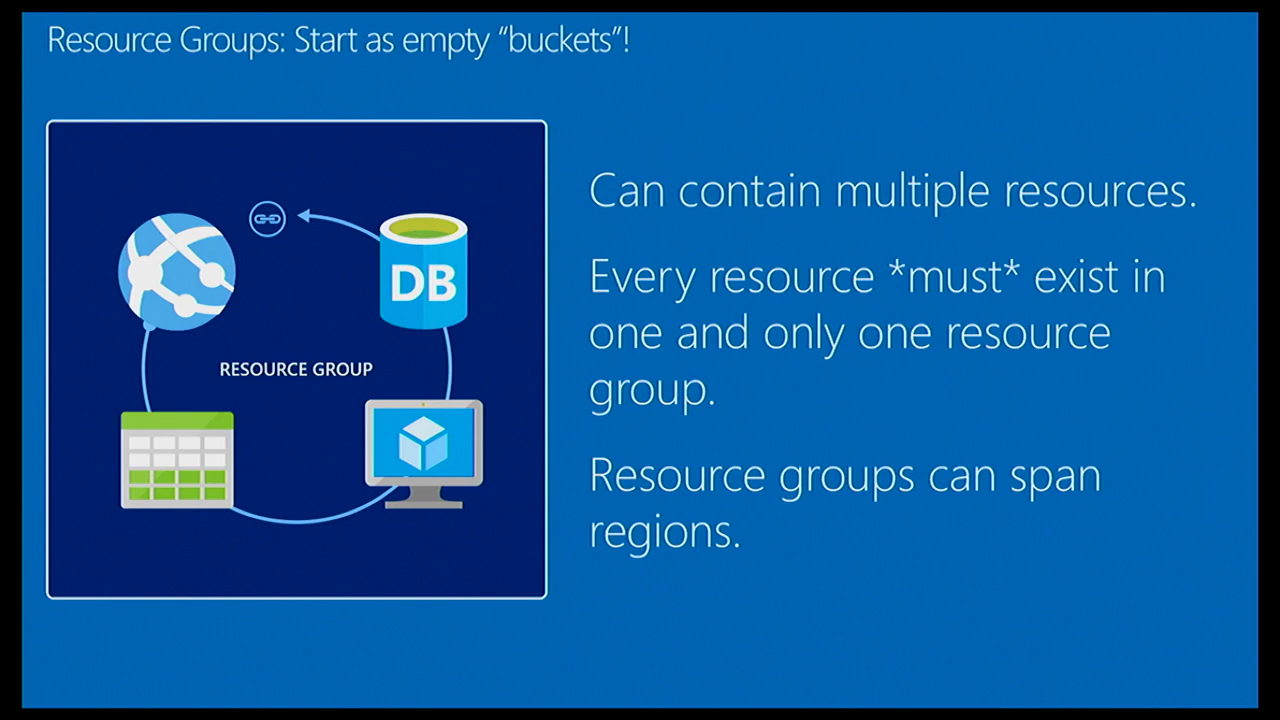 Resource Groups: Start as empty “buckets”!
DB
RESOURCE GROUP
Can contain multiple resources.
Every resource *must* exist in
one and only one resource
group.
Resource groups can span
regions.